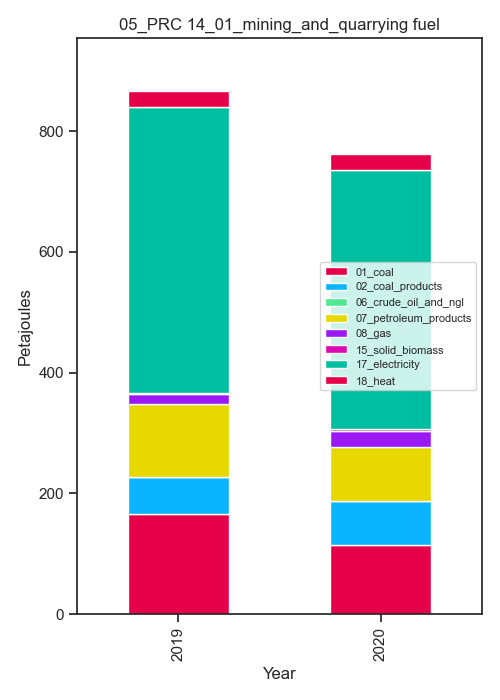 05_PRC 14_01_mining_and_quarrying fuel
800
600
400
200
0
Petajoules
01_coal
02_coal_products
06_crude_oil_and_ngl
07_petroleum_products
08_gas
15_solid_biomass
17_electricity
18_heat
2019
2020
Year